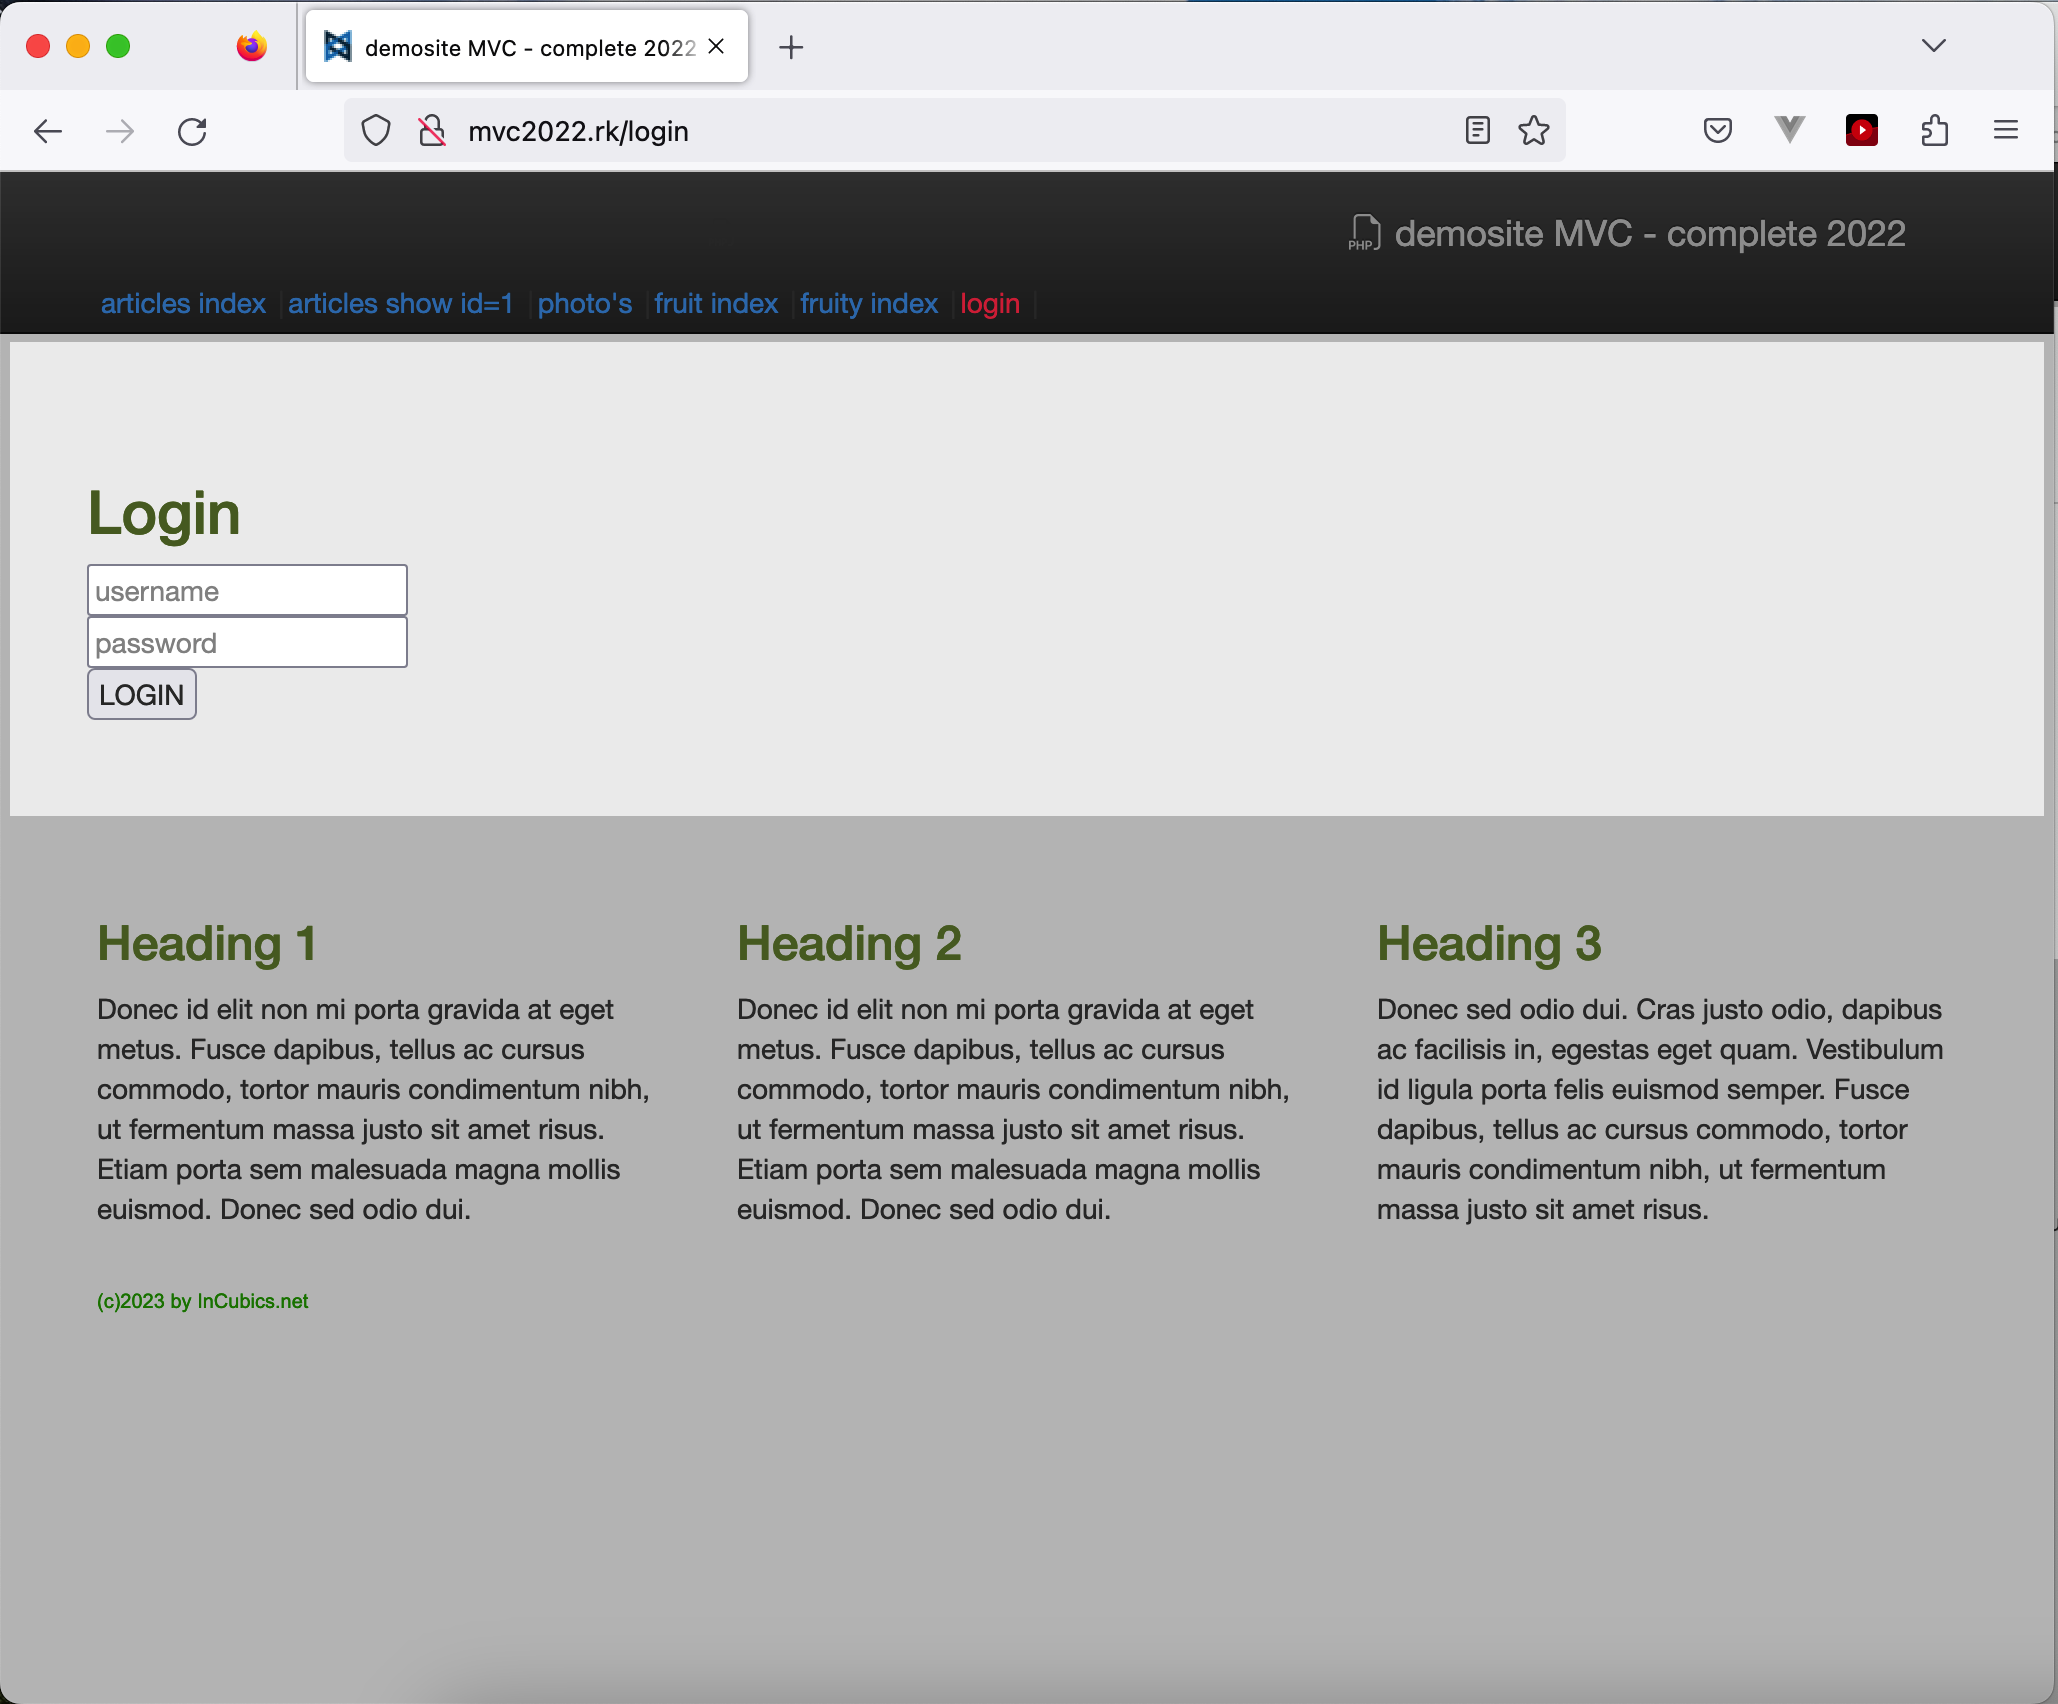 demosite MVC - complete 2022
mvc2022.rk/login
PHP demosite MVC - complete 2022
articles index articles show id=1 photo's fruit index fruity index login
Login
username
password
LOGIN
Heading 1
Donec id elit non mi porta gravida at eget
metus. Fusce dapibus, tellus ac cursus
commodo, tortor mauris condimentum nibh,
ut fermentum massa justo sit amet risus.
Etiam porta sem malesuada magna mollis
euismod. Donec sed odio dui.
Heading 2
Donec id elit non mi porta gravida at eget
metus. Fusce dapibus, tellus ac cursus
commodo, tortor mauris condimentum nibh,
ut fermentum massa justo sit amet risus.
Etiam porta sem malesuada magna mollis
euismod. Donec sed odio dui.
Heading 3
Donec sed odio dui. Cras justo odio, dapibus
ac facilisis in, egestas eget quam. Vestibulum
id ligula porta felis euismod semper. Fusce
dapibus, tellus ac cursus commodo, tortor
mauris condimentum nibh, ut fermentum
massa justo sit amet risus.
(c)2023 by InCubics.net